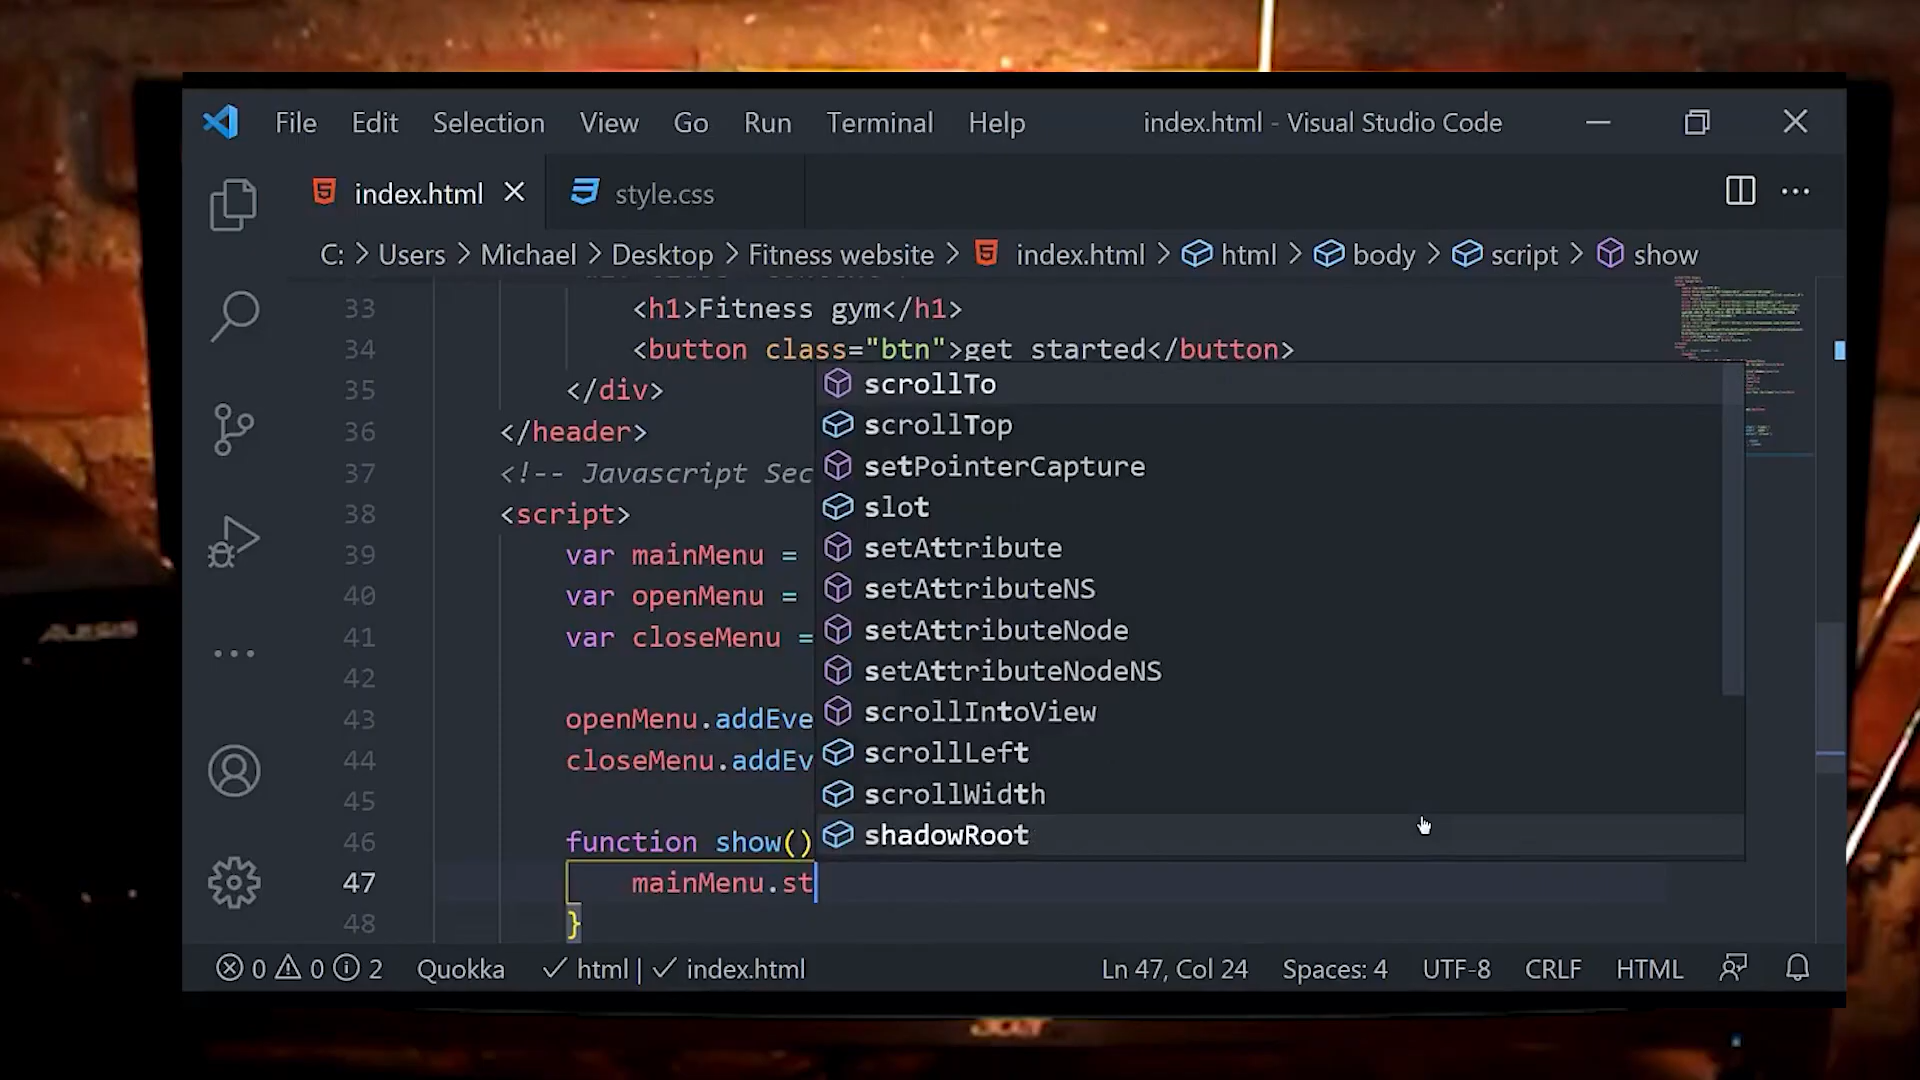 File Edit Selection View Go Run Terminal Help index.html - Visual Studio Code
index.html style.css
C: > Users > Michael > Desktop > Fitness website > index.html > html > body > script > show
33 <h1>Fitness gym</h1>
34 <button class="btn">get started</button>
35 </div>
36 </header>
37 <!-- Javascript Sec
38 <script>
39 var mainMenu =
40 var openMenu =
41 var closeMenu =
42
43 openMenu.addEve
44 closeMenu.addEv
45
46 function show()
47 mainMenu.st
48 }
scrollTo
scrollTop
setPointerCapture
slot
setAttribute
setAttributeNS
setAttributeNode
setAttributeNodeNS
scrollIntoView
scrollLeft
scrollWidth
shadowRoot
0 0 2 Quokka ✓ html | ✓ index.html Ln 47, Col 24 Spaces: 4 UTF-8 CRLF HTML
ALESIS
acer